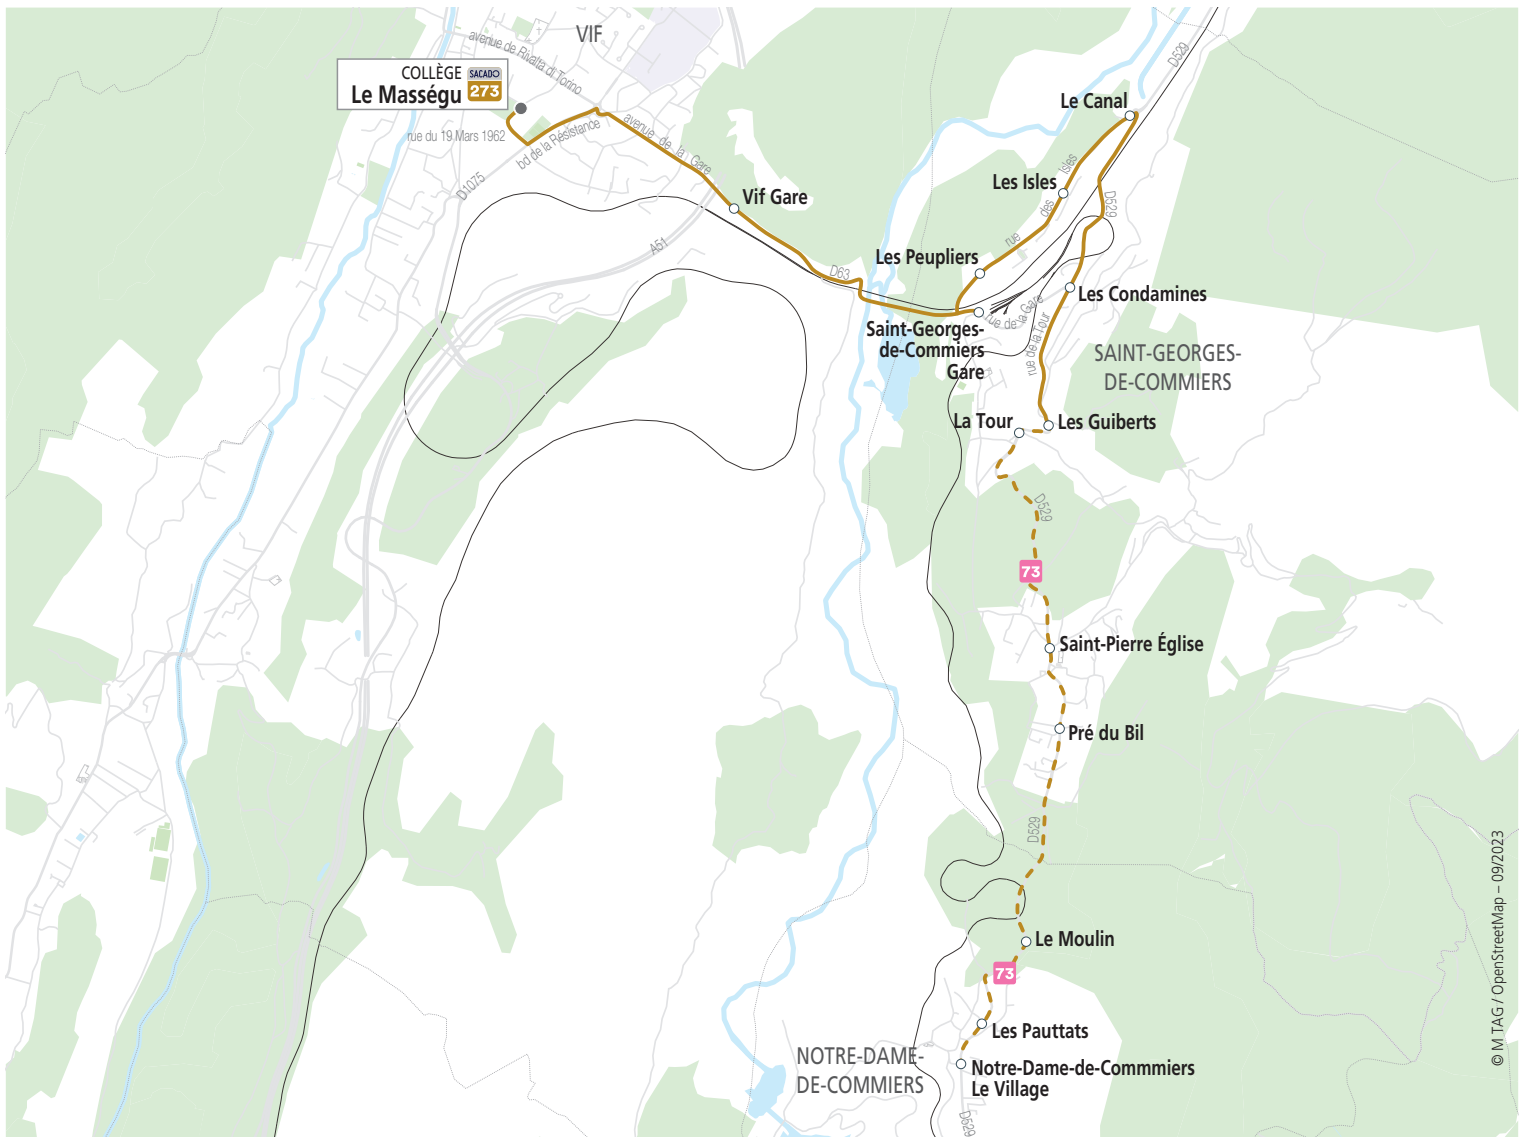 VIF
avenue de Rivalta di Torino
COLLÈGE
Le Masségu
SACADO
273
rue du 19 Mars 1962
bd de la Résistance
avenue de la Gare
D1075
A51
Vif Gare
D63
D529
Le Canal
Les Isles
rue des Isles
D529
Les Peupliers
Les Condamines
rue de la Gare
Saint-Georges-
de-Commiers
Gare
rue de la Tour
SAINT-GEORGES-
DE-COMMIERS
La Tour
Les Guiberts
D529
73
Saint-Pierre Église
Pré du Bil
D529
Le Moulin
73
Les Pauttats
NOTRE-DAME-
DE-COMMIERS
Notre-Dame-de-Commmiers
Le Village
D529
© M TAG / OpenStreetMap – 09/2023